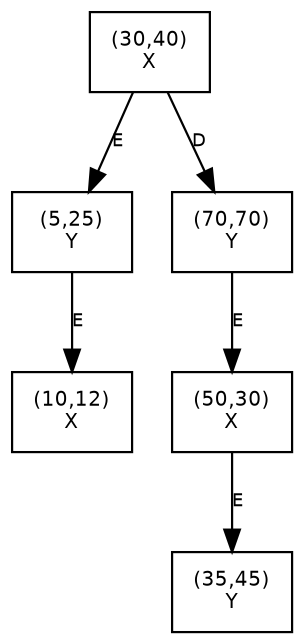 (30,40)
X
E
D
(5,25)
Y
(70,70)
Y
E
E
(10,12)
X
(50,30)
X
E
(35,45)
Y